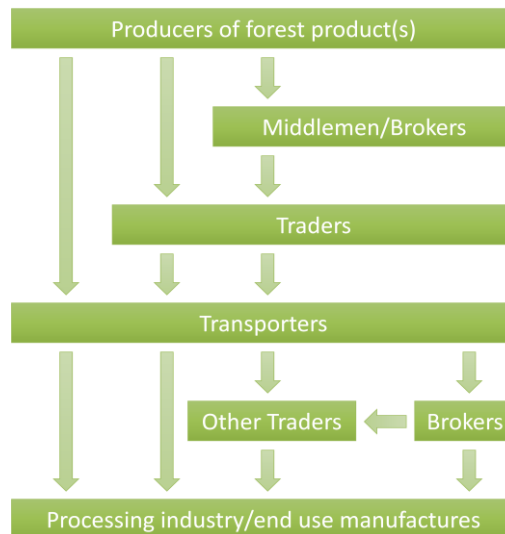 Producers of forest product(s)
Middlemen/Brokers
Traders
Transporters
Other Traders
Brokers
Processing industry/end use manufactures